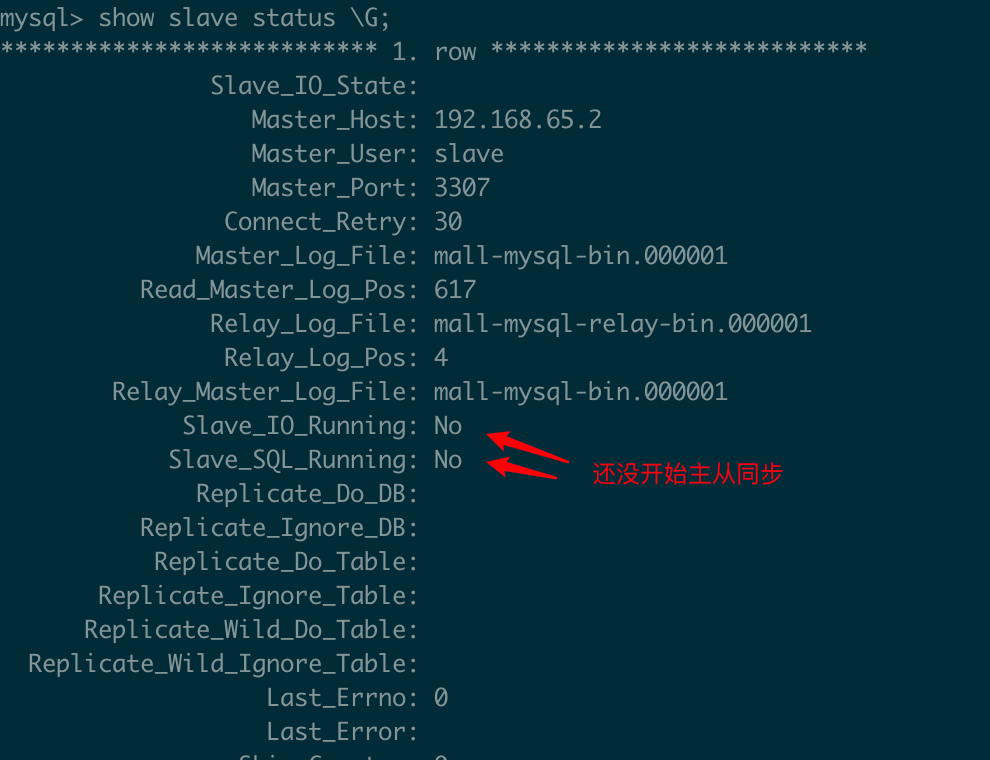 mysql> show slave status \G;
*************************** 1. row ***************************
Slave_IO_State:
Master_Host: 192.168.65.2
Master_User: slave
Master_Port: 3307
Connect_Retry: 30
Master_Log_File: mall-mysql-bin.000001
Read_Master_Log_Pos: 617
Relay_Log_File: mall-mysql-relay-bin.000001
Relay_Log_Pos: 4
Relay_Master_Log_File: mall-mysql-bin.000001
Slave_IO_Running: No
Slave_SQL_Running: No
还没开始主从同步
Replicate_Do_DB:
Replicate_Ignore_DB:
Replicate_Do_Table:
Replicate_Ignore_Table:
Replicate_Wild_Do_Table:
Replicate_Wild_Ignore_Table:
Last_Errno: 0
Last_Error: